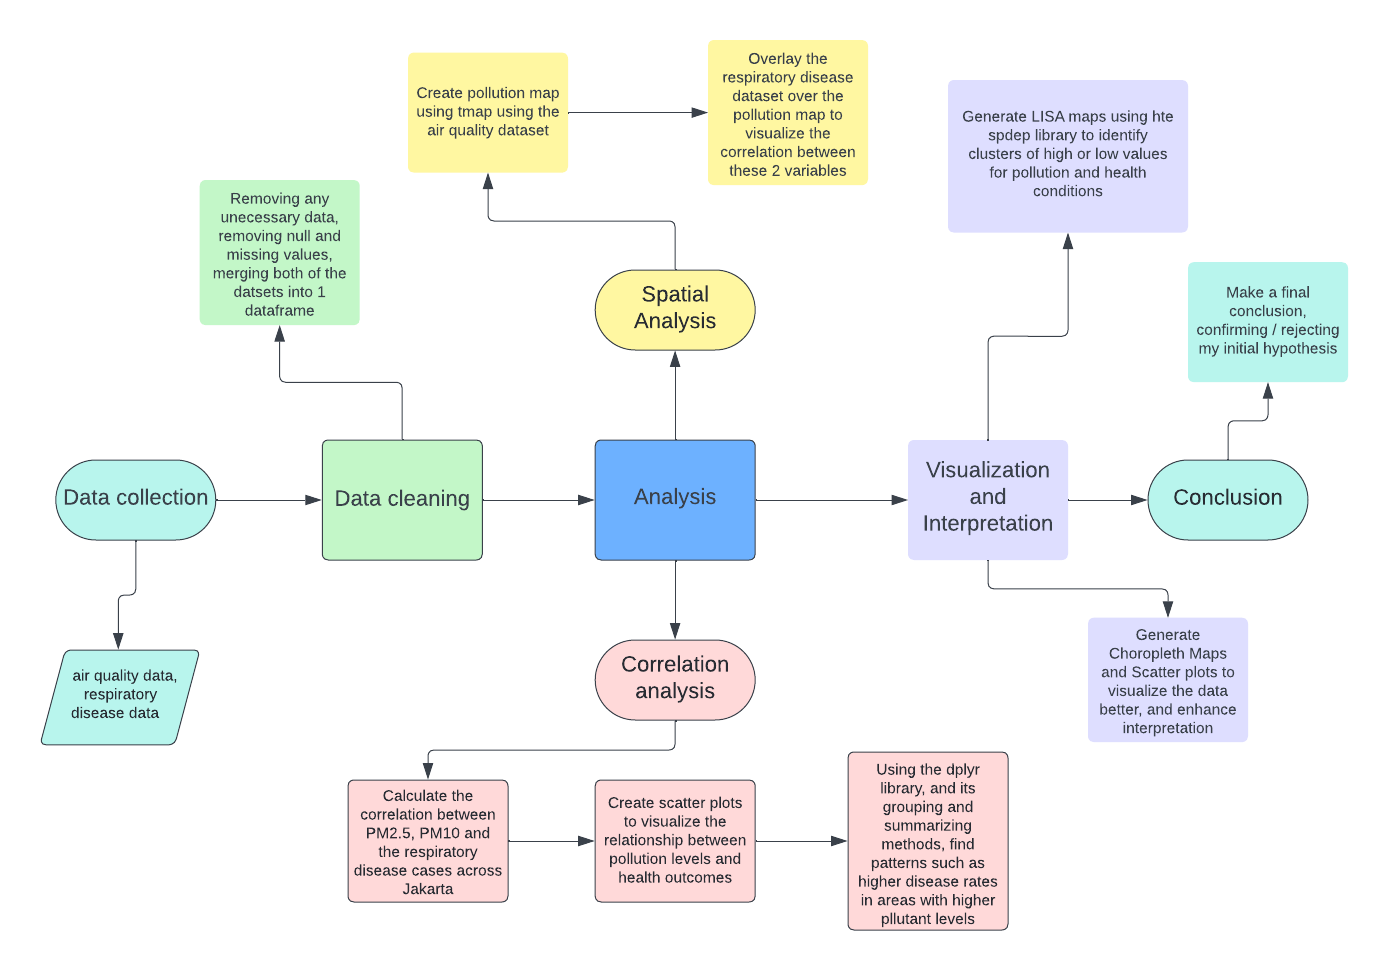 Create pollution map
using tmap using the
air quality dataset
Overlay the
respiratory disease
dataset over the
pollution map to
visualize the
correlation between
these 2 variables
Generate LISA maps using hte
spdep library to identify
clusters of high or low values
for pollution and health
conditions
Removing any
unecessary data,
removing null and
missing values,
merging both of the
datsets into 1
dataframe
Spatial
Analysis
Make a final
conclusion,
confirming / rejecting
my initial hypothesis
Data collection
Data cleaning
Analysis
Visualization
and
Interpretation
Conclusion
air quality data,
respiratory
disease data
Correlation
analysis
Generate
Choropleth Maps
and Scatter plots to
visualize the data
better, and enhance
interpretation
Calculate the
correlation between
PM2.5, PM10 and
the respiratory
disease cases across
Jakarta
Create scatter plots
to visualize the
relationship between
pollution levels and
health outcomes
Using the dplyr
library, and its
grouping and
summarizing
methods, find
patterns such as
higher disease rates
in areas with higher
pllutant levels